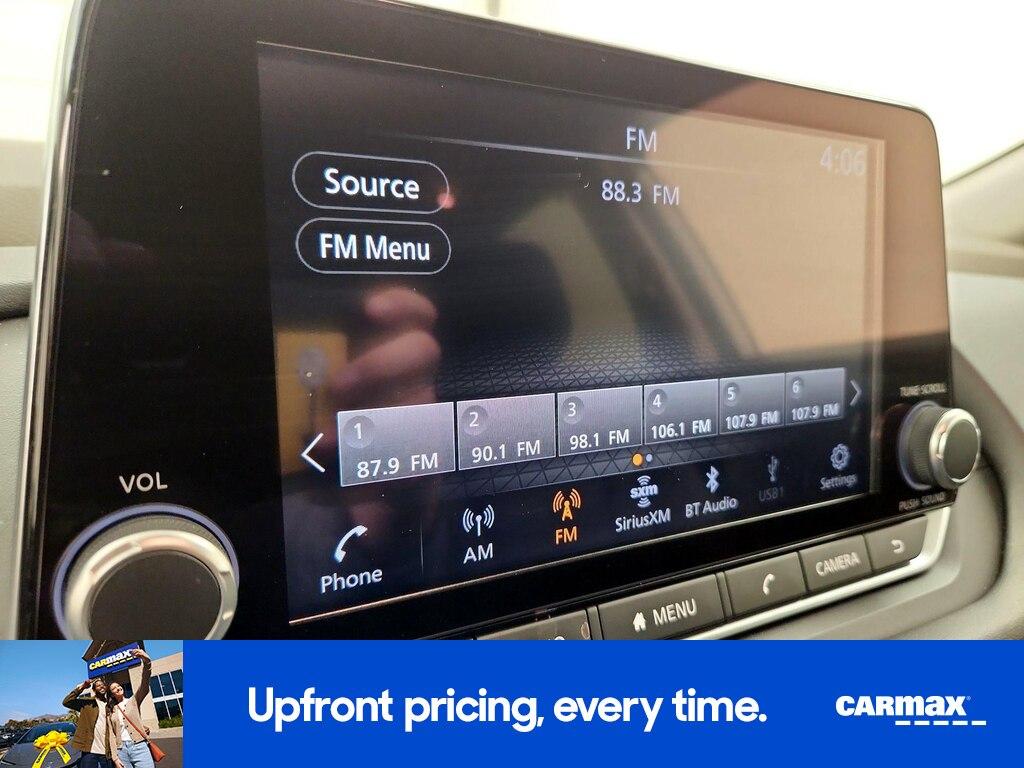 FM
4:06
Source
88.3 FM
FM Menu
1
87.9 FM
2
90.1 FM
3
98.1 FM
4
106.1 FM
5
107.9 FM
6
107.9 FM
TUNE·SCROLL
VOL
Phone
AM
FM
sxm
SiriusXM
BT Audio
USB1
Settings
PUSH SOUND
MENU
CAMERA
CARMAX
Upfront pricing, every time.
CARMAX